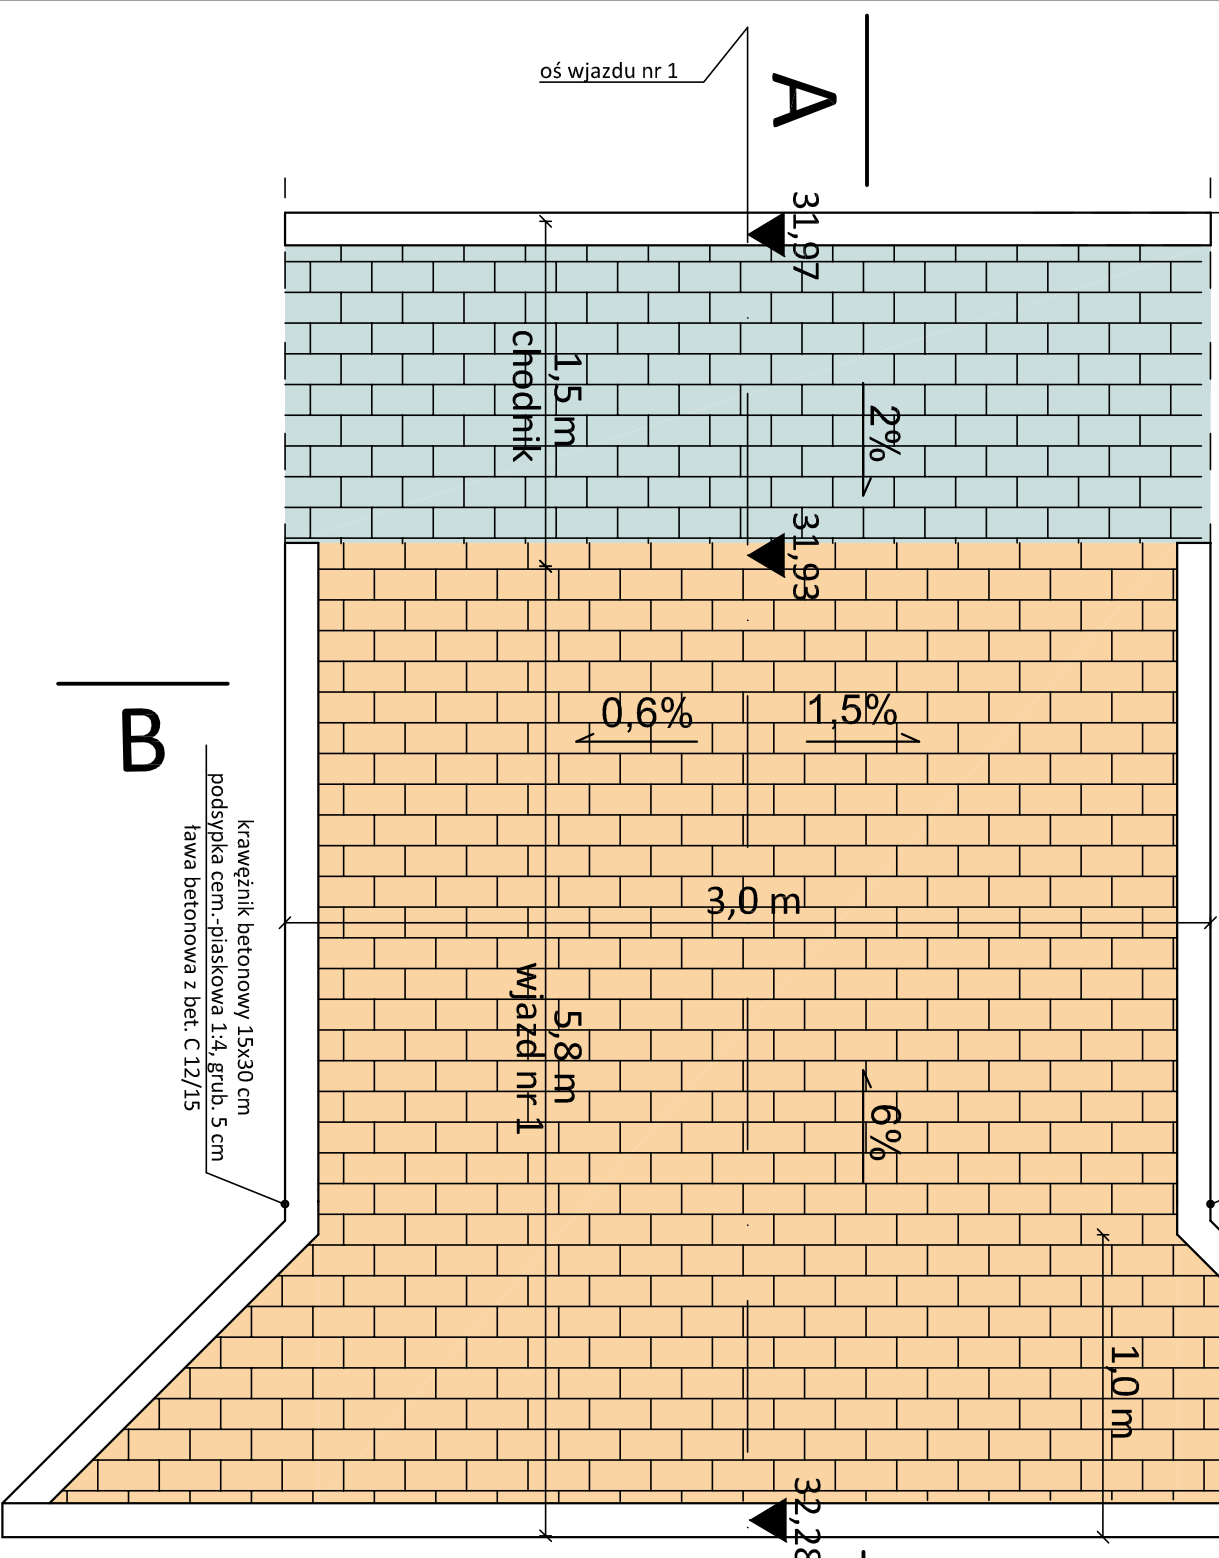 oś wjazdu nr 1
A
31,97
1,5 m
chodnik
2%
31,93
0,6%
1,5%
B
3,0 m
krawężnik betonowy 15x30 cm
podsypka cem.-piaskowa 1:4, grub. 5 cm
ława betonowa z bet. C 12/15
5,8 m
wjazd nr 1
6%
1,0 m
32,28